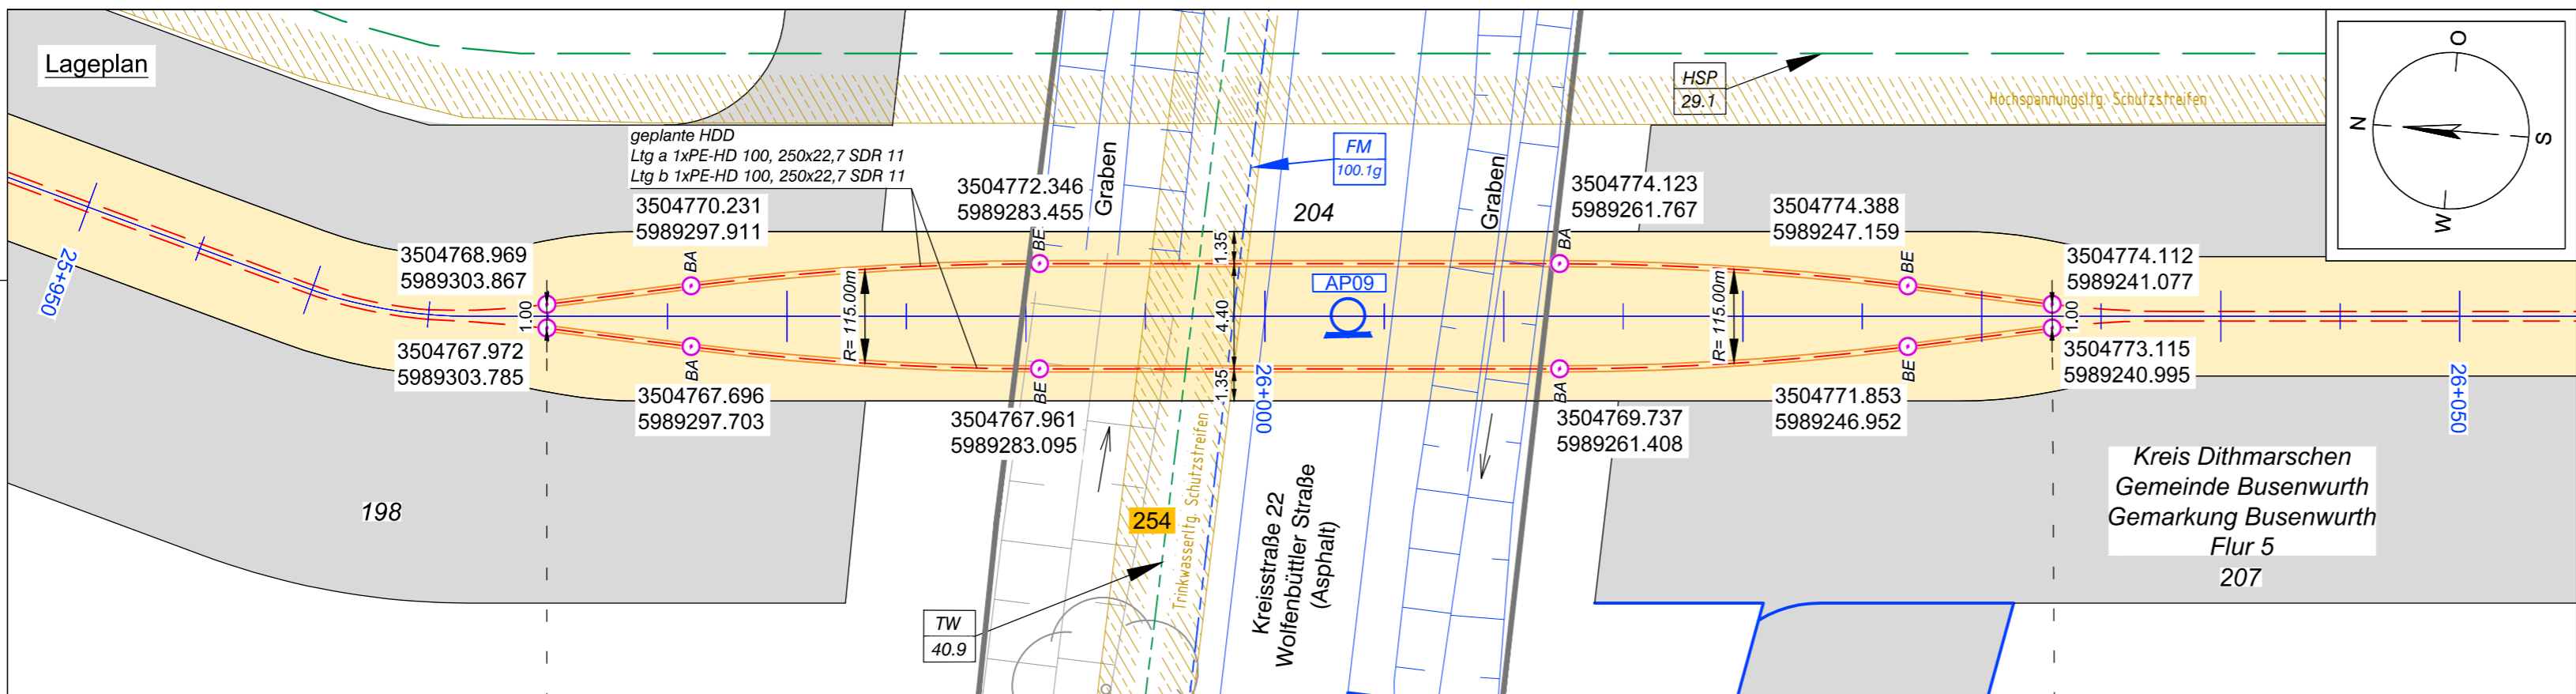 Lageplan
HSP
29.1
Hochspannungsltg. Schutzstreifen
O
N
S
W
geplante HDD
Ltg a 1xPE-HD 100, 250x22,7 SDR 11
Ltg b 1xPE-HD 100, 250x22,7 SDR 11
FM
100.1g
Graben
Graben
204
3504772.346
5989283.455
3504774.123
5989261.767
3504770.231
5989297.911
3504774.388
5989247.159
3504768.969
5989303.867
3504774.112
5989241.077
25+950
BA
BE
BA
BE
1.35
AP09
1.00
R= 115.00m
4.40
R= 115.00m
1.00
3504767.972
5989303.785
3504773.115
5989240.995
BA
BE
1.35
BA
BE
26+000
26+050
3504767.696
5989297.703
3504771.853
5989246.952
3504767.961
5989283.095
3504769.737
5989261.408
198
254
Trinkwasserltg. Schutzstreifen
Kreisstraße 22
Wolfenbüttler Straße
(Asphalt)
Kreis Dithmarschen
Gemeinde Busenwurth
Gemarkung Busenwurth
Flur 5
207
TW
40.9